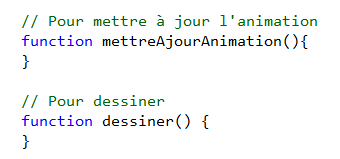 // Pour mettre à jour l'animation
function mettreAjourAnimation(){
}
// Pour dessiner
function dessiner() {
}